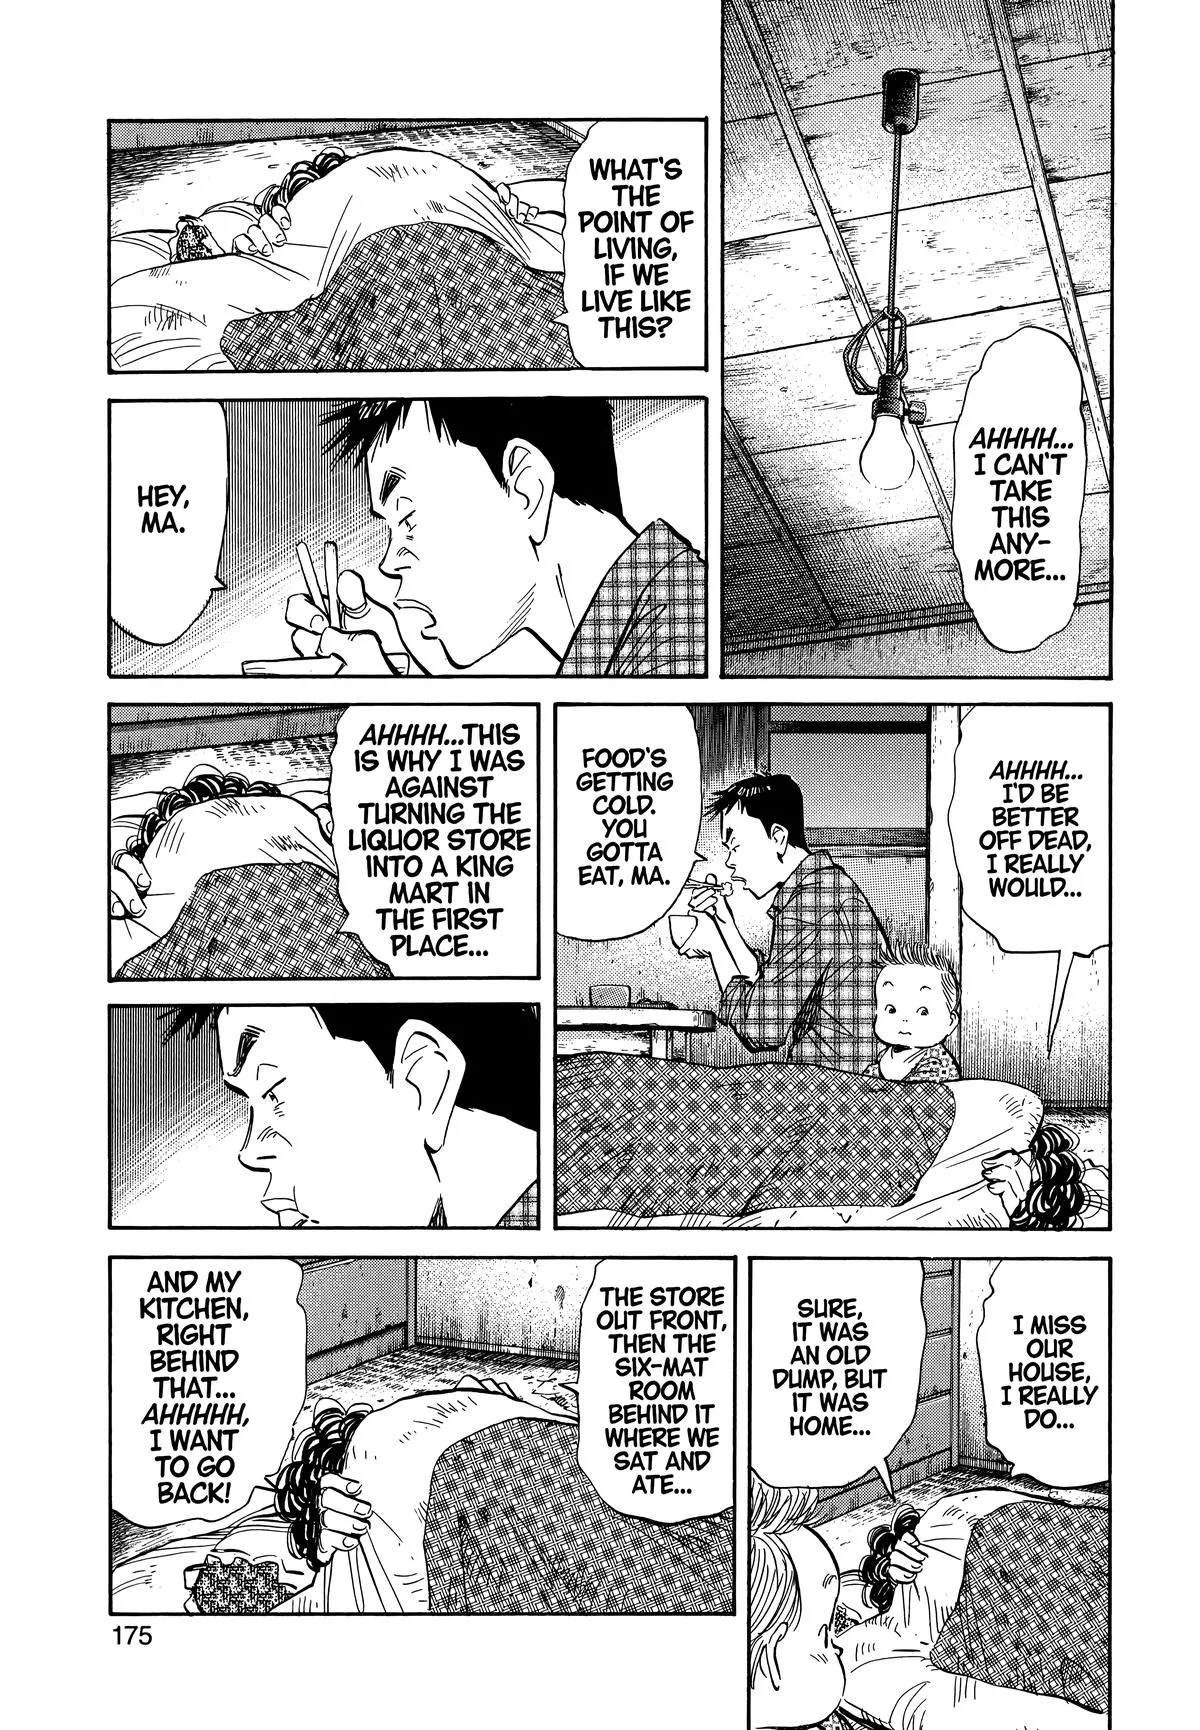 AHHHH...
I CAN'T
TAKE
THIS
ANY-
MORE...
WHAT'S
THE
POINT OF
LIVING,
IF WE
LIVE LIKE
THIS?
HEY,
MA.
AHHHH...
I'D BE
BETTER
OFF DEAD,
I REALLY
WOULD...
FOOD'S
GETTING
COLD.
YOU
GOTTA
EAT, MA.
AHHHH...THIS
IS WHY I WAS
AGAINST
TURNING THE
LIQUOR STORE
INTO A KING
MART IN
THE FIRST
PLACE...
I MISS
OUR
HOUSE,
I REALLY
DO...
SURE,
IT WAS
AN OLD
DUMP, BUT
IT WAS
HOME...
THE STORE
OUT FRONT,
THEN THE
SIX-MAT
ROOM
BEHIND IT
WHERE WE
SAT AND
ATE...
AND MY
KITCHEN,
RIGHT
BEHIND
THAT...
AHHHHH,
I WANT
TO GO
BACK!
175